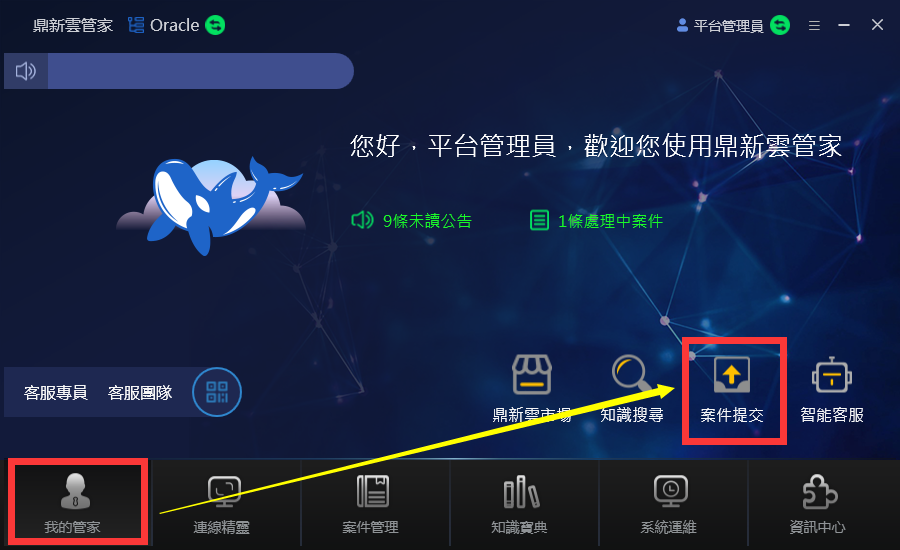 鼎新雲管家 Oracle 平台管理員
您好，平台管理員，歡迎您使用鼎新雲管家
9條未讀公告 1條處理中案件
客服專員 客服團隊
鼎新雲市場 知識搜尋 案件提交 智能客服
8
我的管家 連線精靈 案件管理 知識寶典 系統運維 資訊中心